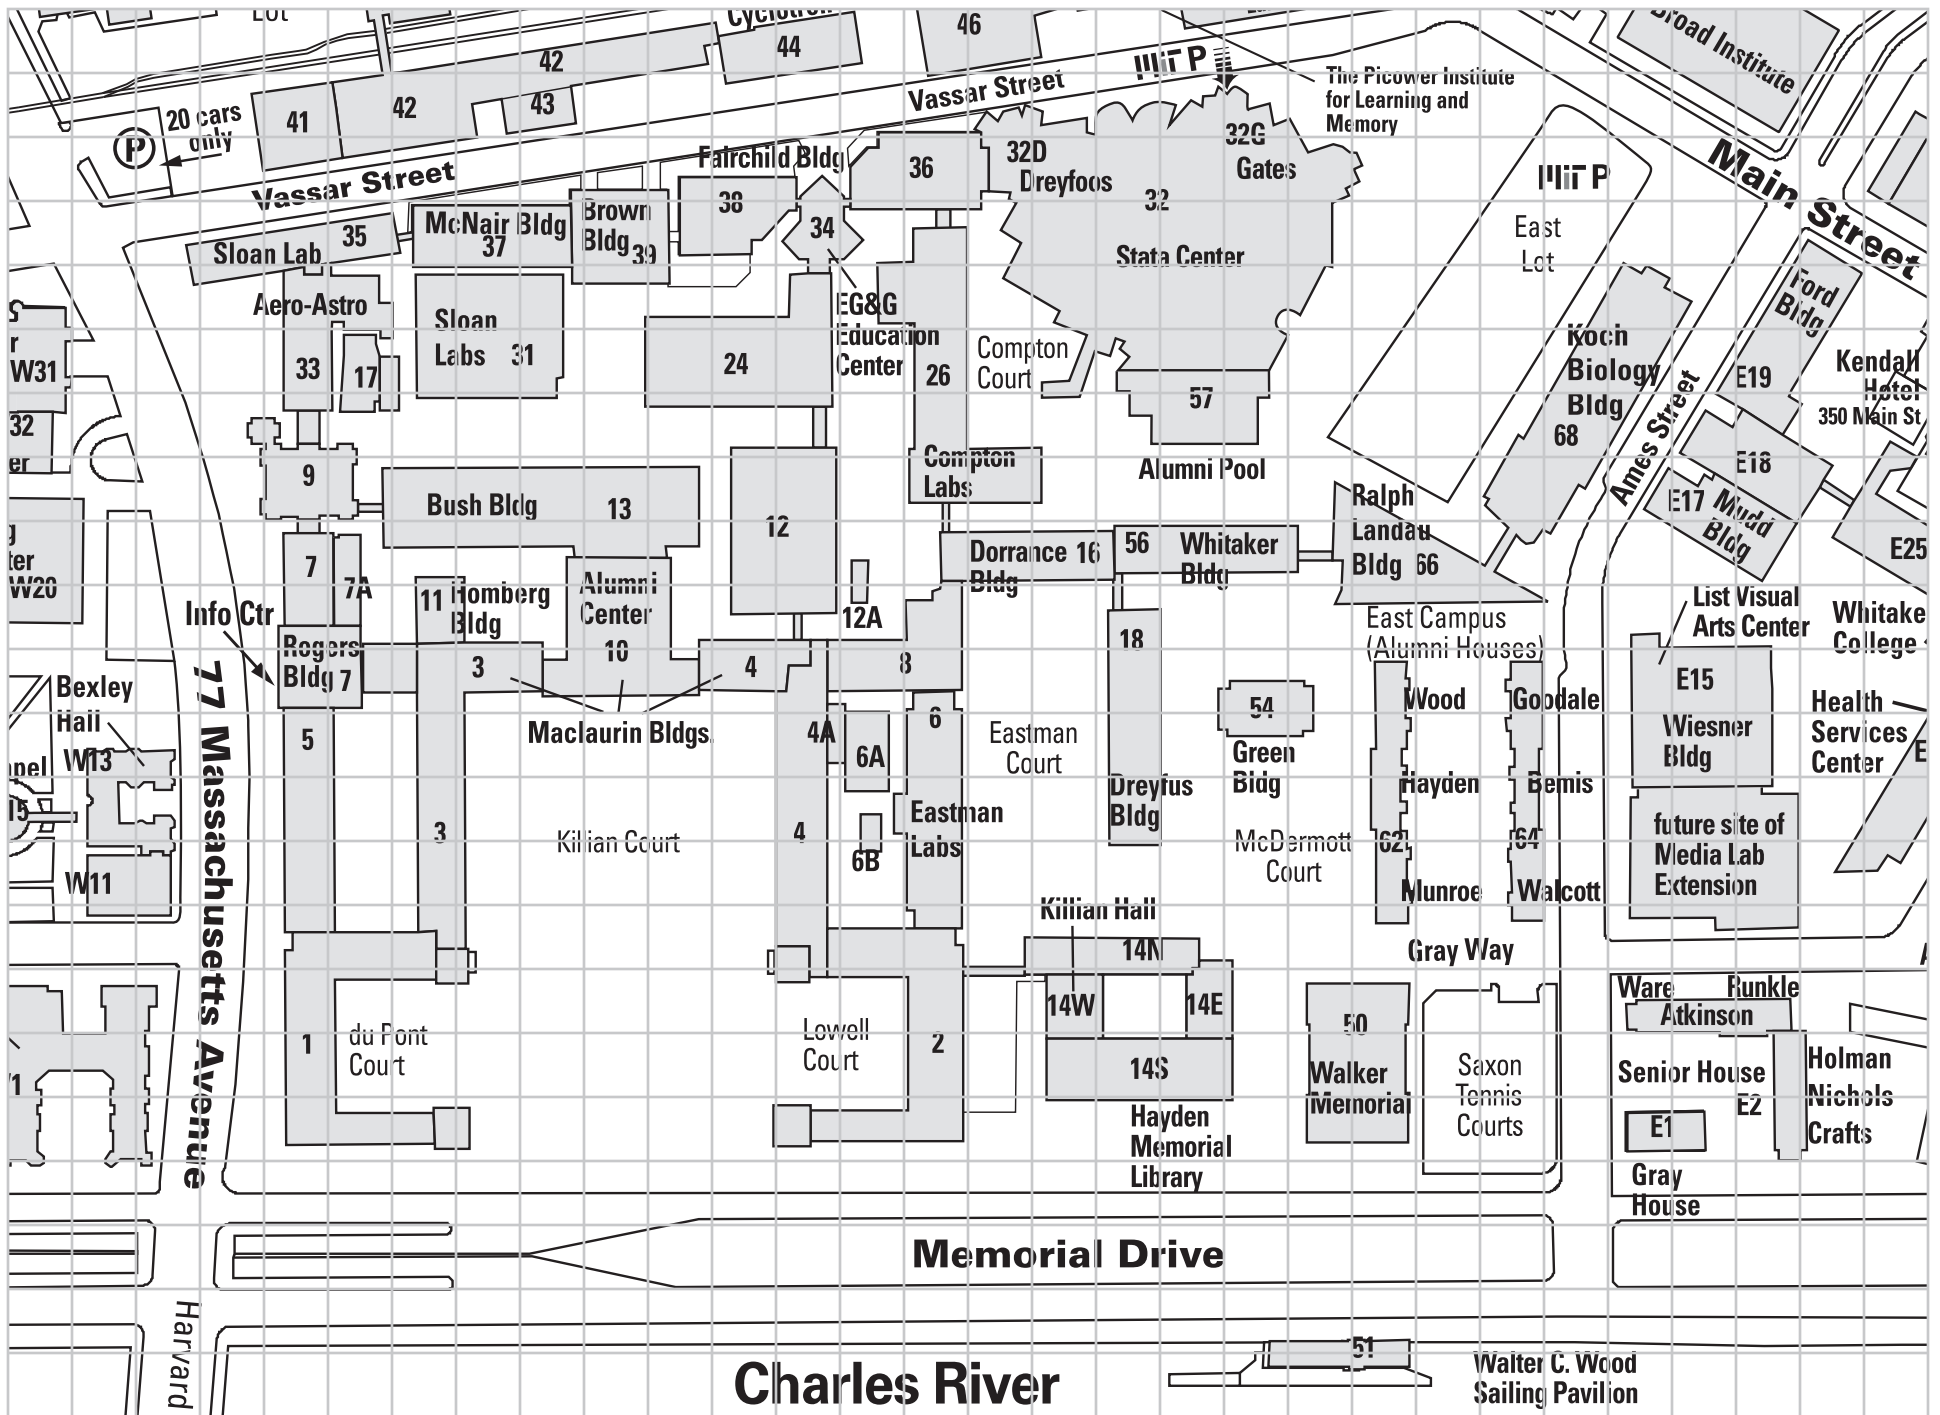 Lot
Cyclotron
46
44
42
Broad Institute
MIT P
The Picower Institute
for Learning and
Memory
Vassar Street
43
42
41
20 cars
only
P
32G
Gates
32D
Dreyfoos
Main Street
Fairchild Bldg
36
MIT P
Vassar Street
38
32
Brown
Bldg 39
McNair Bldg
37
34
East
Lot
35
Sloan Lab
Stata Center
Ford
Bldg
Aero-Astro
EG&G
Education
Center
Sloan
Labs 31
r
W31
Koch
Biology
Bldg
68
Compton
Court
24
33
17
26
E19
Kendall
Hotel
350 Main St
57
32
er
Ames Street
Compton
Labs
Alumni Pool
E18
9
Ralph
Landau
Bldg 66
E17 Mudd
Bldg
Bush Bldg 13
12
g
ter
W20
Dorrance 16
Bldg
56 Whitaker
Bldg
E25
7
7A
11 Homberg
Bldg
Alumni
Center
10
12A
List Visual
Arts Center
Whitake
College
Info Ctr
East Campus
(Alumni Houses)
18
Rogers
Bldg 7
3
4
8
E15
Wiesner
Bldg
Bexley
Hall
Wood
Goodale
54
Green
Bldg
Health
Services
Center
E
Maclaurin Bldgs.
4A
6A
6
5
Eastman
Court
W13
apel
77 Massachusetts Avenue
Dreyfus
Bldg
Hayden
Bemis
15
Eastman
Labs
future site of
Media Lab
Extension
3
Killian Court
4
6B
McDermott
Court
62
64
W11
Munroe
Walcott
Killian Hall
14N
Gray Way
14W
14E
Ware
Runkle
Atkinson
50
Walker
Memorial
1
du Pont
Court
Lowell
Court
2
14S
Saxon
Tennis
Courts
Senior House
Holman
Nichols
Crafts
E2
E1
Hayden
Memorial
Library
Gray
House
Memorial Drive
Harvard
Charles River
51
Walter C. Wood
Sailing Pavilion